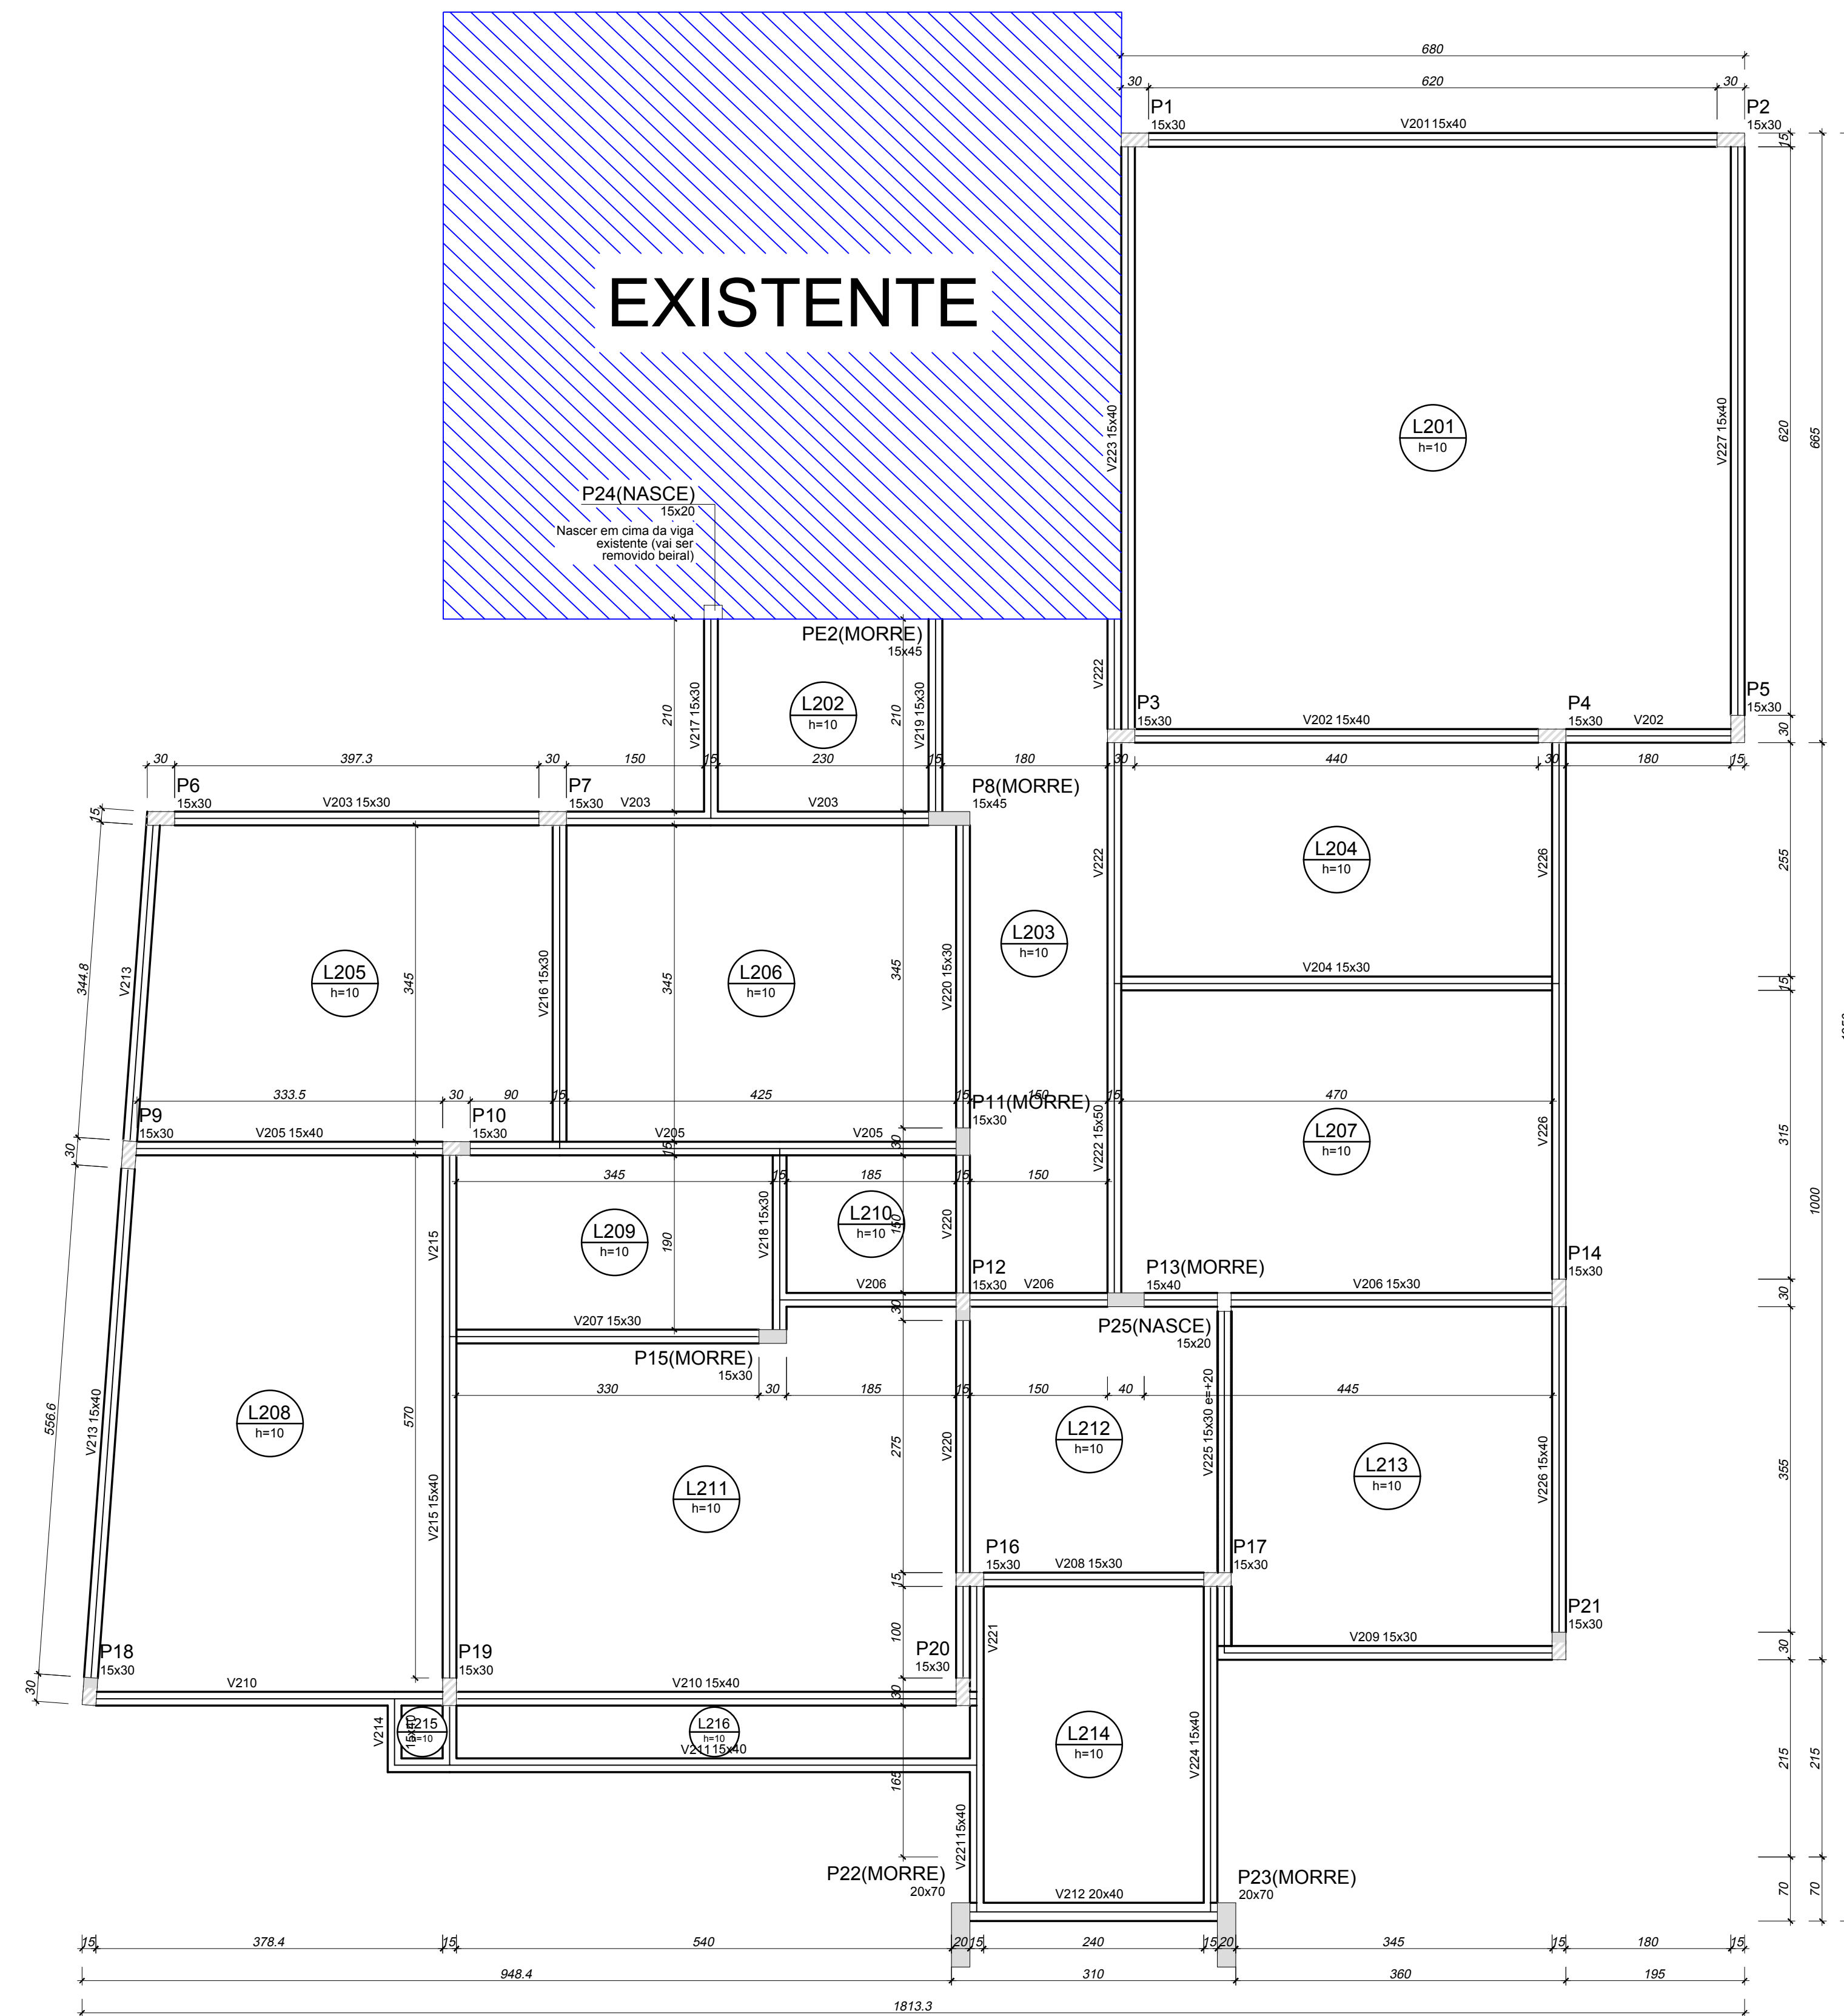 680
30
620
30
P1
15x30
V201 15x40
P2
15x30
15
EXISTENTE
V223 15x40
L201
h=10
V227 15x40
620
665
P24(NASCE)
15x20
Nascer em cima da viga
existente (vai ser
removido beiral)
PE2(MORRE)
15x45
210
V217 15x30
L202
h=10
210
V219 15x30
V222
P3
15x30
V202 15x40
P4
15x30
V202
P5
15x30
30
30
397.3
30
150
15
230
15
180
30
440
30
180
15
P6
15x30
V203 15x30
P7
15x30
V203
V203
P8(MORRE)
15x45
15
V222
L204
h=10
V226
255
344.8
V213
L205
h=10
345
V216 15x30
345
L206
h=10
345
V220 15x30
L203
h=10
V204 15x30
15
333.5
30
90
15
425
15
150
15
470
P9
15x30
V205 15x40
P10
15x30
V205
V205
P11(MORRE)
15x30
V222 15x50
L207
h=10
V226
315
1000
30
15
30
345
15
185
15
150
V215
L209
h=10
190
V218 15x30
L210
h=10
150
V220
V206
P12
15x30
V206
P13(MORRE)
15x40
V206 15x30
P14
15x30
30
30
V207 15x30
P15(MORRE)
15x30
P25(NASCE)
15x20
330
30
185
15
150
40
445
556.6
V213 15x40
L208
h=10
570
V215 15x40
L211
h=10
275
V220
L212
h=10
V225 15x30 e=+20
L213
h=10
V226 15x40
355
P16
15x30
V208 15x30
P17
15x30
15
100
V221
P18
15x30
P19
15x30
P20
15x30
V209 15x30
P21
15x30
30
30
V210
V210 15x40
30
V214
15x40
L215
h=10
L216
h=10
V211 15x40
165
L214
h=10
V224 15x40
215
215
V221 15x40
P22(MORRE)
20x70
V212 20x40
P23(MORRE)
20x70
70
70
15
378.4
15
540
20
15
240
15
20
345
15
180
15
948.4
310
360
195
1813.3